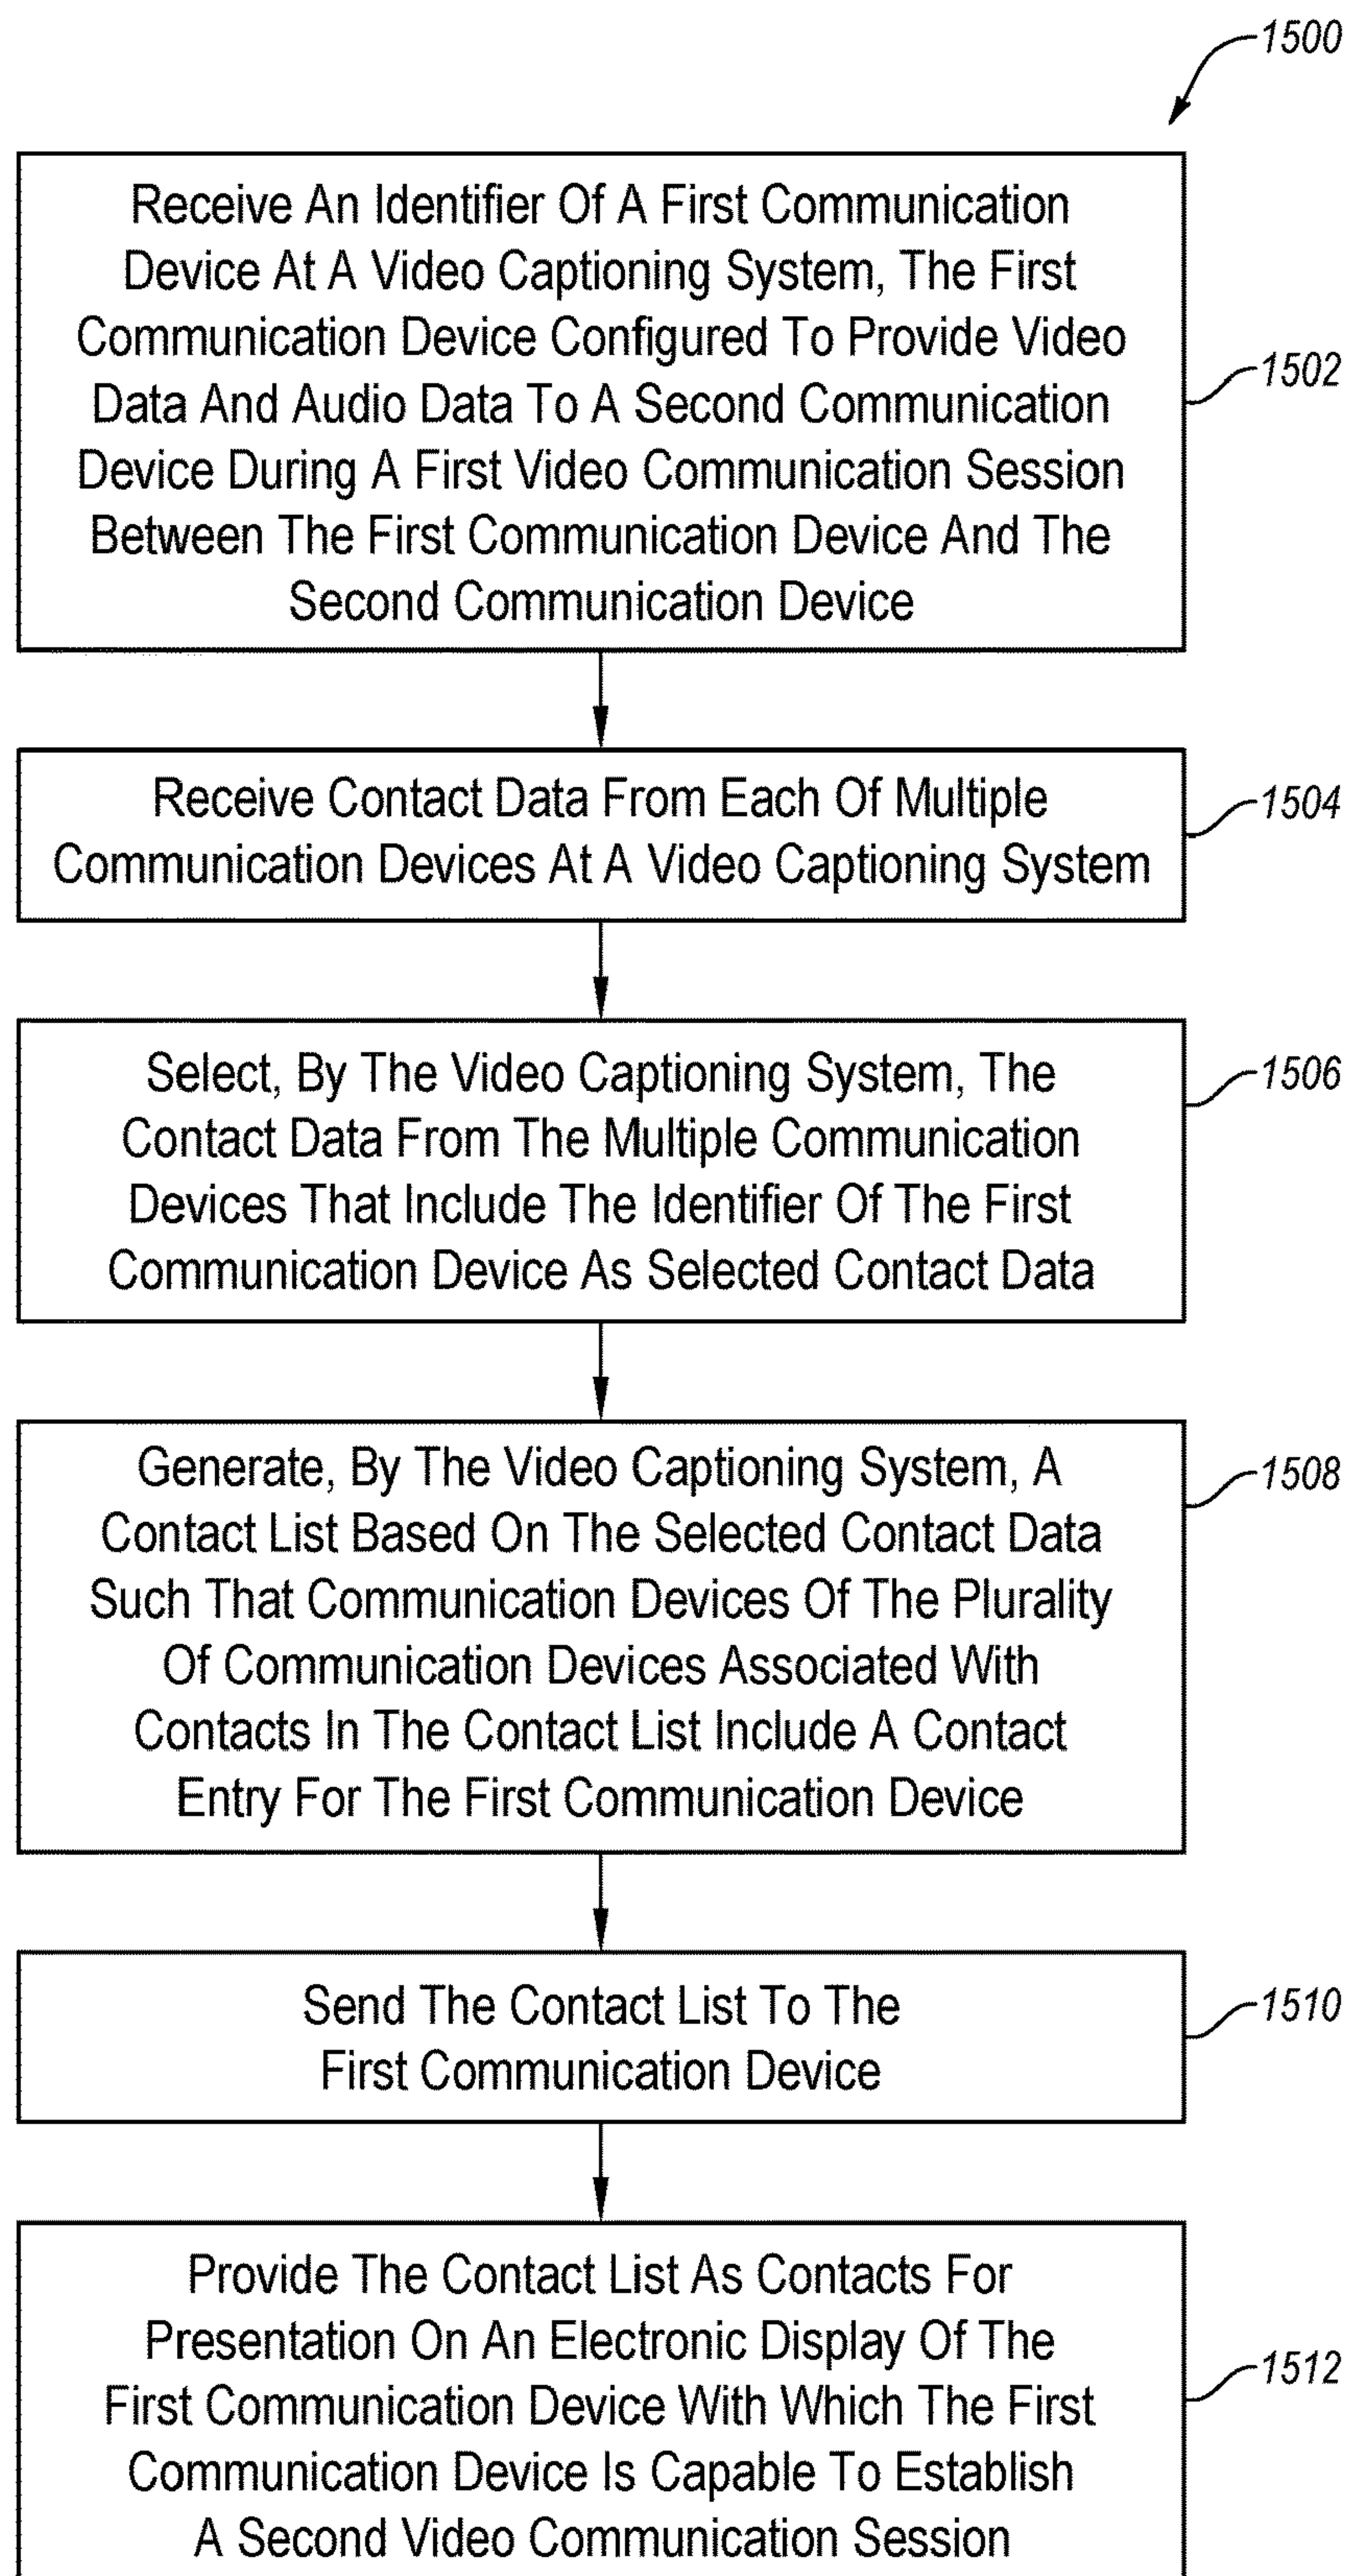 1500
Receive An Identifier Of A First Communication
Device At A Video Captioning System, The First
Communication Device Configured To Provide Video
Data And Audio Data To A Second Communication
Device During A First Video Communication Session
Between The First Communication Device And The
Second Communication Device
1502
Receive Contact Data From Each Of Multiple
Communication Devices At A Video Captioning System
1504
Select, By The Video Captioning System, The
Contact Data From The Multiple Communication
Devices That Include The Identifier Of The First
Communication Device As Selected Contact Data
1506
Generate, By The Video Captioning System, A
Contact List Based On The Selected Contact Data
Such That Communication Devices Of The Plurality
Of Communication Devices Associated With
Contacts In The Contact List Include A Contact
Entry For The First Communication Device
1508
Send The Contact List To The
First Communication Device
1510
Provide The Contact List As Contacts For
Presentation On An Electronic Display Of The
First Communication Device With Which The First
Communication Device Is Capable To Establish
A Second Video Communication Session
1512